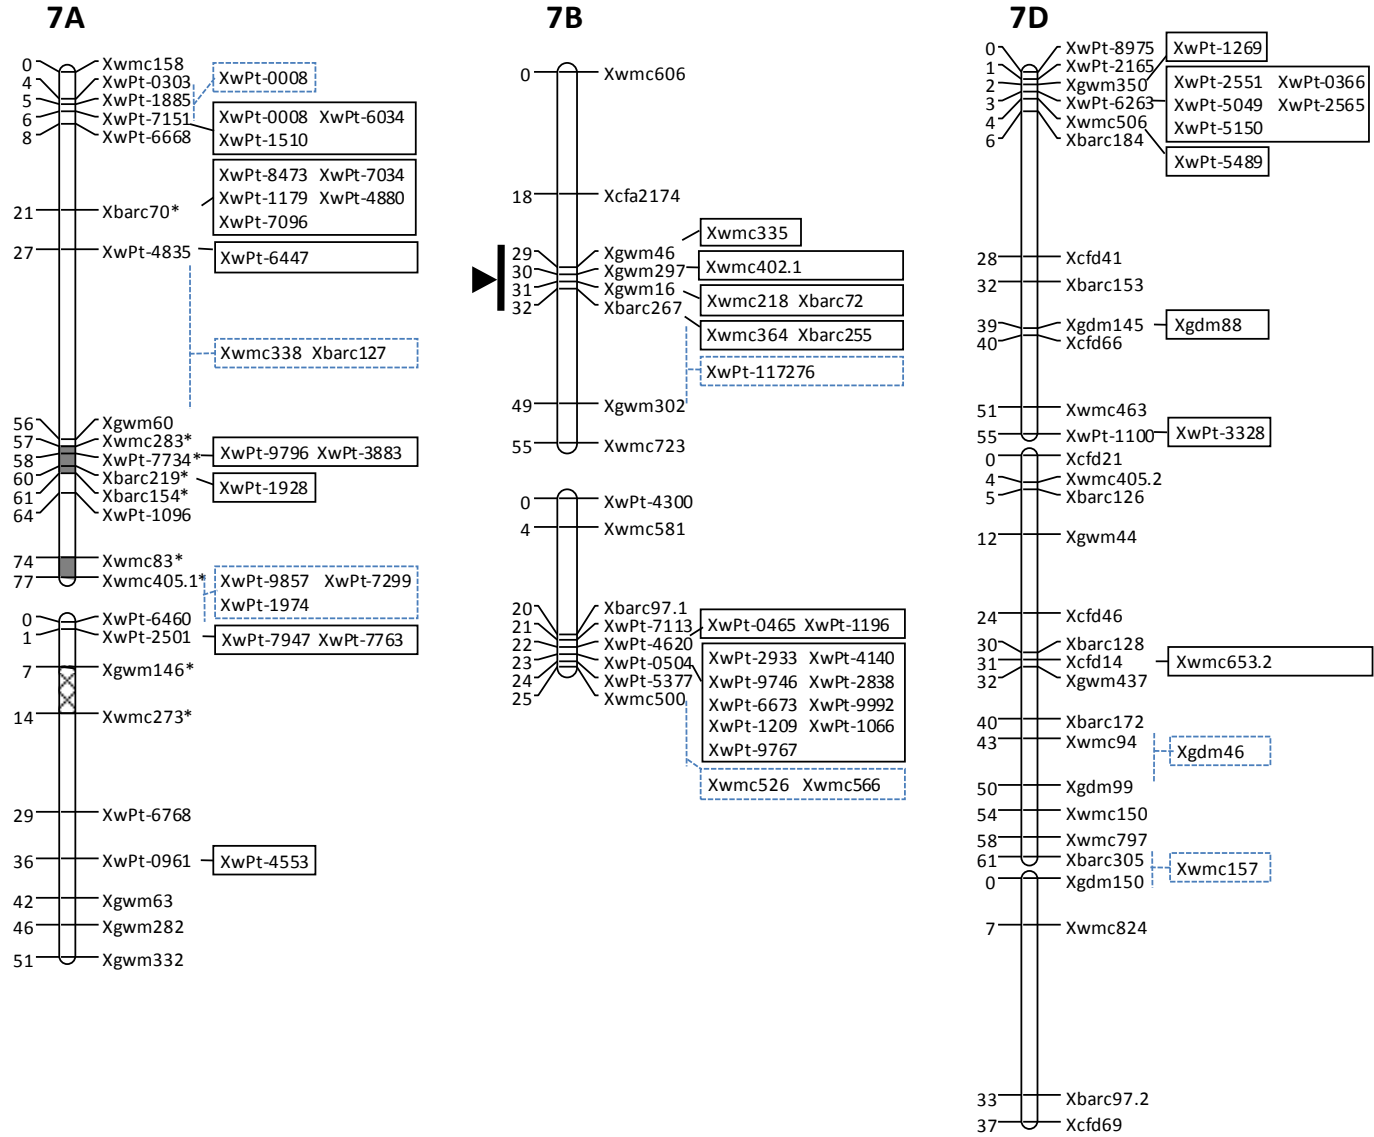 7A
0 Xwmc158
4 XwPt-0303
5 XwPt-1885
6 XwPt-7151
8 XwPt-6668
XwPt-0008
XwPt-0008 XwPt-6034
XwPt-1510
XwPt-8473 XwPt-7034
XwPt-1179 XwPt-4880
XwPt-7096
21 Xbarc70*
27 XwPt-4835
XwPt-6447
Xwmc338 Xbarc127
56 Xgwm60
57 Xwmc283*
58 XwPt-7734*
60 Xbarc219*
61 Xbarc154*
64 XwPt-1096
XwPt-9796 XwPt-3883
XwPt-1928
74 Xwmc83*
77 Xwmc405.1*
XwPt-9857 XwPt-7299
XwPt-1974
0 XwPt-6460
1 XwPt-2501
XwPt-7947 XwPt-7763
7 Xgwm146*
14 Xwmc273*
29 XwPt-6768
36 XwPt-0961
XwPt-4553
42 Xgwm63
46 Xgwm282
51 Xgwm332
7B
0 Xwmc606
18 Xcfa2174
29 Xgwm46
30 Xgwm297
31 Xgwm16
32 Xbarc267
Xwmc335
Xwmc402.1
Xwmc218 Xbarc72
Xwmc364 Xbarc255
XwPt-117276
49 Xgwm302
55 Xwmc723
0 XwPt-4300
4 Xwmc581
20 Xbarc97.1
21 XwPt-7113
22 XwPt-4620
23 XwPt-0504
24 XwPt-5377
25 Xwmc500
XwPt-0465 XwPt-1196
XwPt-2933 XwPt-4140
XwPt-9746 XwPt-2838
XwPt-6673 XwPt-9992
XwPt-1209 XwPt-1066
XwPt-9767
Xwmc526 Xwmc566
7D
0 XwPt-8975
1 XwPt-2165
2 Xgwm350
3 XwPt-6263
4 Xwmc506
6 Xbarc184
XwPt-1269
XwPt-2551 XwPt-0366
XwPt-5049 XwPt-2565
XwPt-5150
XwPt-5489
28 Xcfd41
32 Xbarc153
39 Xgdm145
40 Xcfd66
Xgdm88
51 Xwmc463
55 XwPt-1100
XwPt-3328
0 Xcfd21
4 Xwmc405.2
5 Xbarc126
12 Xgwm44
24 Xcfd46
30 Xbarc128
31 Xcfd14
32 Xgwm437
Xwmc653.2
40 Xbarc172
43 Xwmc94
Xgdm46
50 Xgdm99
54 Xwmc150
58 Xwmc797
61 Xbarc305
Xwmc157
0 Xgdm150
7 Xwmc824
33 Xbarc97.2
37 Xcfd69